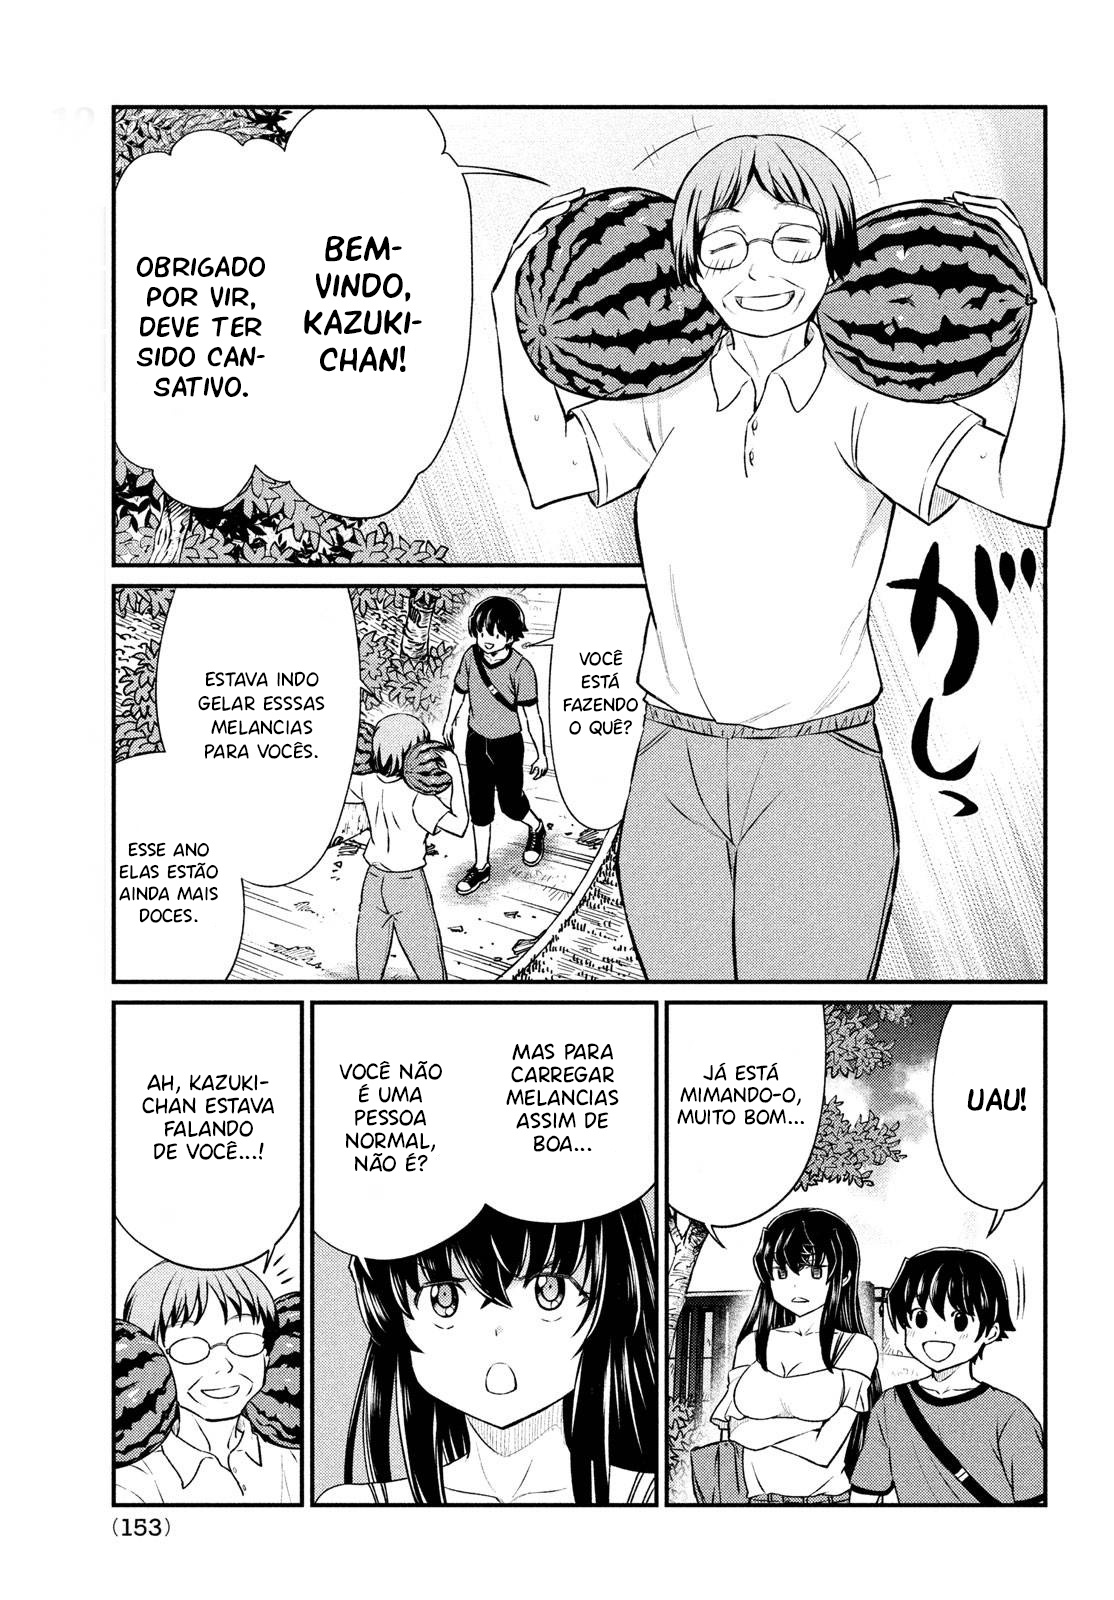 BEM-
VINDO,
KAZUKI-
CHAN!
OBRIGADO
POR VIR,
DEVE TER
SIDO CAN-
SATIVO.
がしっ
VOCÊ
ESTÁ
FAZENDO
O QUÊ?
ESTAVA INDO
GELAR ESSSAS
MELANCIAS
PARA VOCÊS.
ESSE ANO
ELAS ESTÃO
AINDA MAIS
DOCES.
UAU!
JÁ ESTÁ
MIMANDO-O,
MUITO BOM...
MAS PARA
CARREGAR
MELANCIAS
ASSIM DE
BOA...
VOCÊ NÃO
É UMA
PESSOA
NORMAL,
NÃO É?
AH, KAZUKI-
CHAN ESTAVA
FALANDO
DE VOCÊ...!
(153)